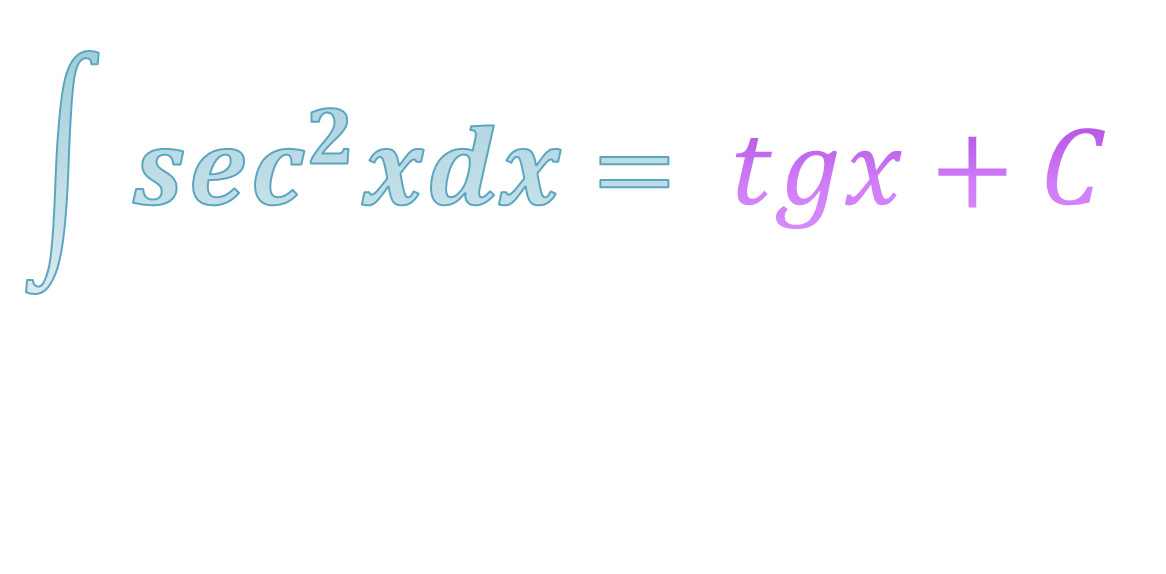 ∫ sec²xdx = tgx + C